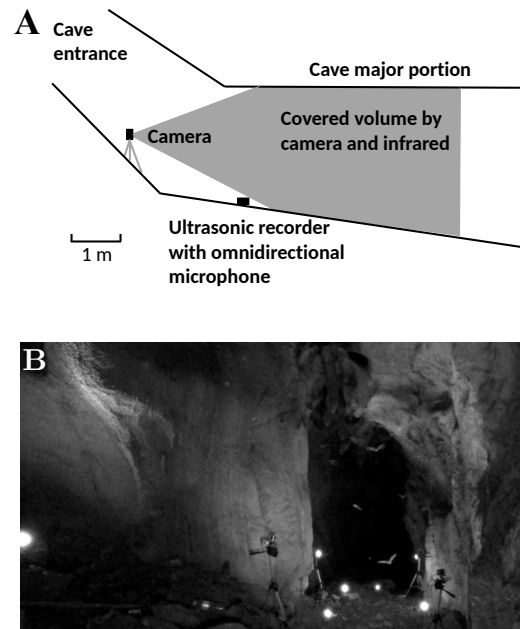 A
Cave
entrance
Cave major portion
Covered volume by
camera and infrared
Camera
Ultrasonic recorder
with omnidirectional
microphone
1 m
B